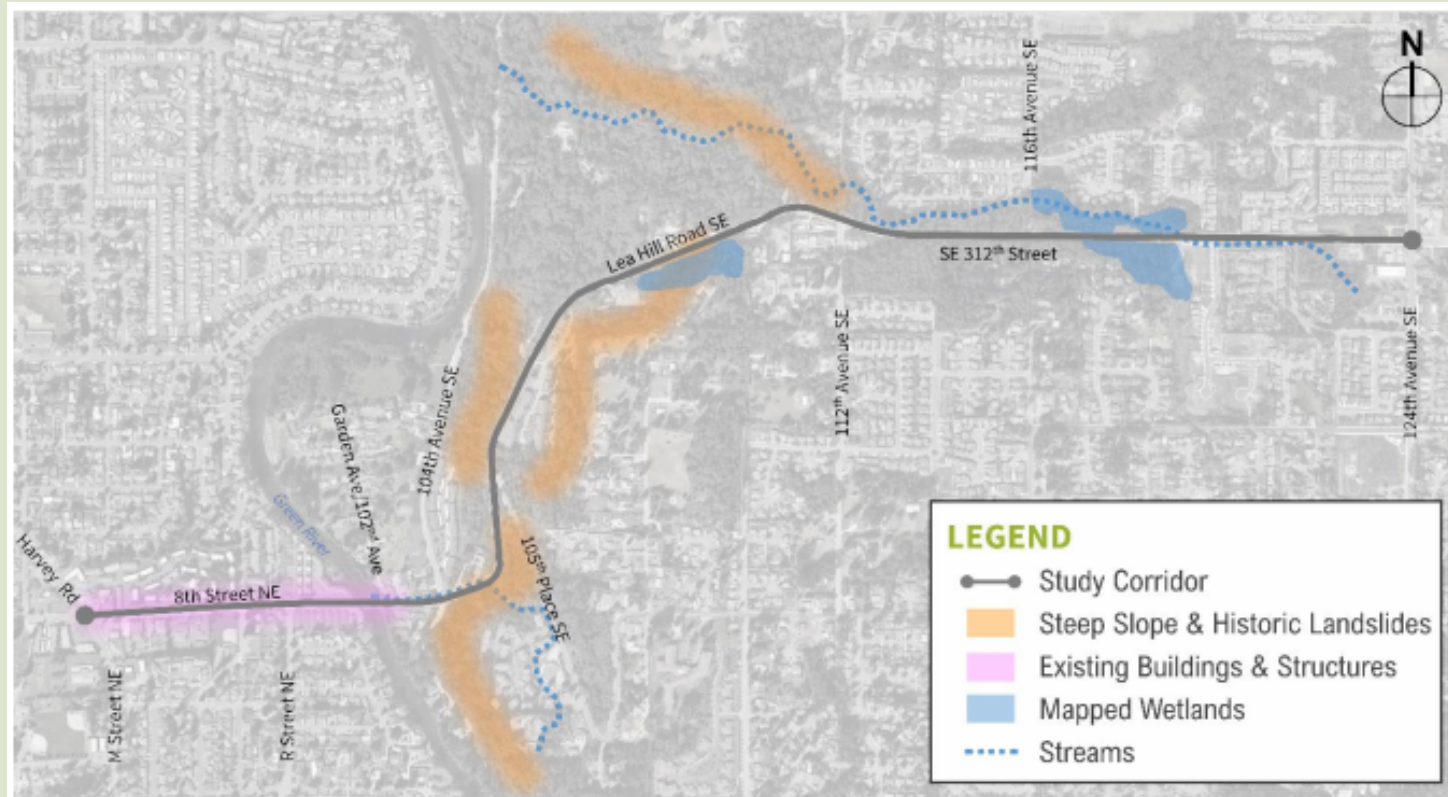 N
116th Avenue SE
Lea Hill Road SE
SE 312th Street
112th Avenue SE
124th Avenue SE
104th Avenue SE
Garden Ave/102nd Ave
Green River
Harvey Rd
8th Street NE
105th Place SE
M Street NE
R Street NE
LEGEND
Study Corridor
Steep Slope & Historic Landslides
Existing Buildings & Structures
Mapped Wetlands
Streams